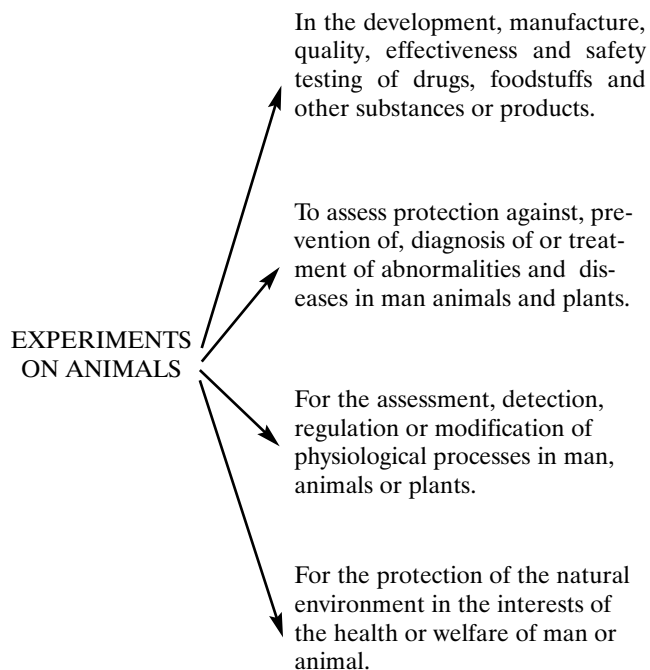 In the development, manufacture,
quality, effectiveness and safety
testing of drugs, foodstuffs and
other substances or products.
To assess protection against, pre-
vention of, diagnosis of or treat-
ment of abnormalities and dis-
eases in man animals and plants.
EXPERIMENTS
ON ANIMALS
For the assessment, detection,
regulation or modification of
physiological processes in man,
animals or plants.
For the protection of the natural
environment in the interests of
the health or welfare of man or
animal.